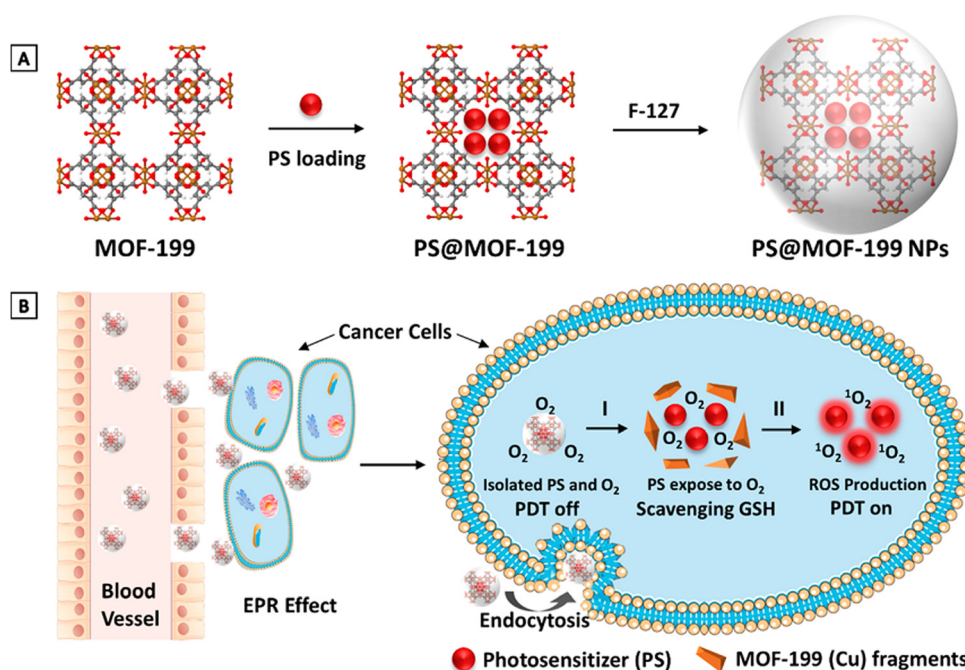 A
PS loading
F-127
MOF-199
PS@MOF-199
PS@MOF-199 NPs
B
Cancer Cells
O₂
O₂
O₂
I
O₂
O₂
O₂
II
¹O₂
¹O₂
¹O₂
Isolated PS and O₂
PDT off
PS expose to O₂
Scavenging GSH
ROS Production
PDT on
Blood
Vessel
EPR Effect
Endocytosis
Photosensitizer (PS)
MOF-199 (Cu) fragments